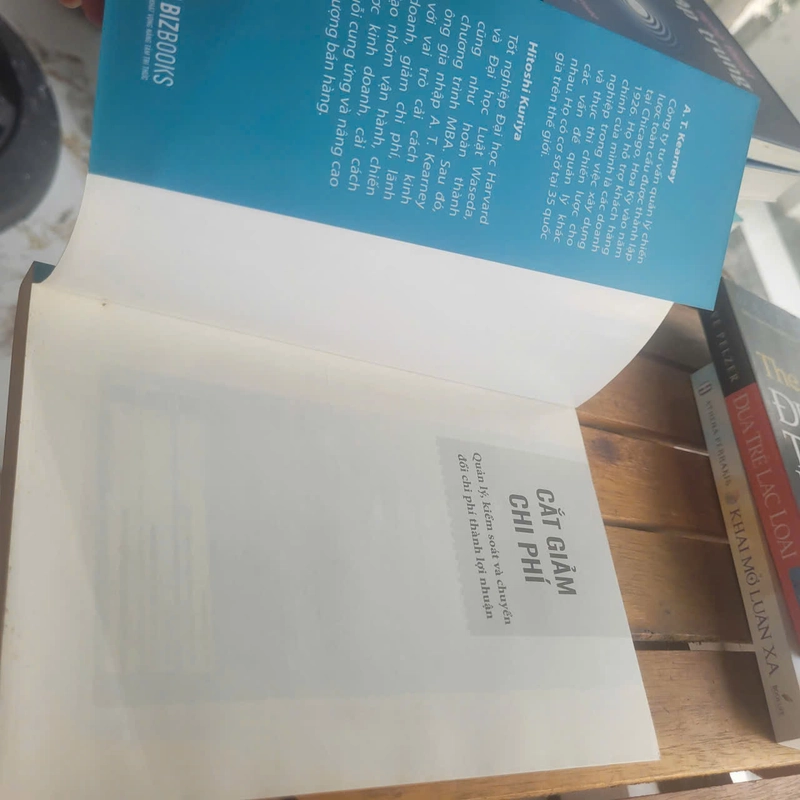 A. T. Kearney
Công ty tư vấn quản lý chiến
lược toàn cầu được thành lập
tại Chicago, Hoa Kỳ vào năm
1926. Họ hỗ trợ khách hàng
chính của mình là các doanh
nghiệp trong việc xây dựng
và thực thi chiến lược cho
các vấn đề quản lý khác
nhau. Họ có cơ sở tại 35 quốc
gia trên thế giới.
Hitoshi Kuriya
Tốt nghiệp Đại học Harvard
và Đại học Luật Waseda,
cũng như hoàn thành
chương trình MBA. Sau đó,
ông gia nhập A. T. Kearney
với vai trò cải cách kinh
doanh, giảm chi phí, lãnh
đạo nhóm vận hành, chiến
lược kinh doanh, cải cách
uỗi cung ứng và nâng cao
ượng bán hàng.
BIZBOOKS
CẮT GIẢM
CHI PHÍ
Quản lý, kiểm soát và chuyển
đổi chi phí thành lợi nhuận
The
PELZER
ĐỨA TRẺ LẠC LOÀI
KHAI MỞ LUÂN XA